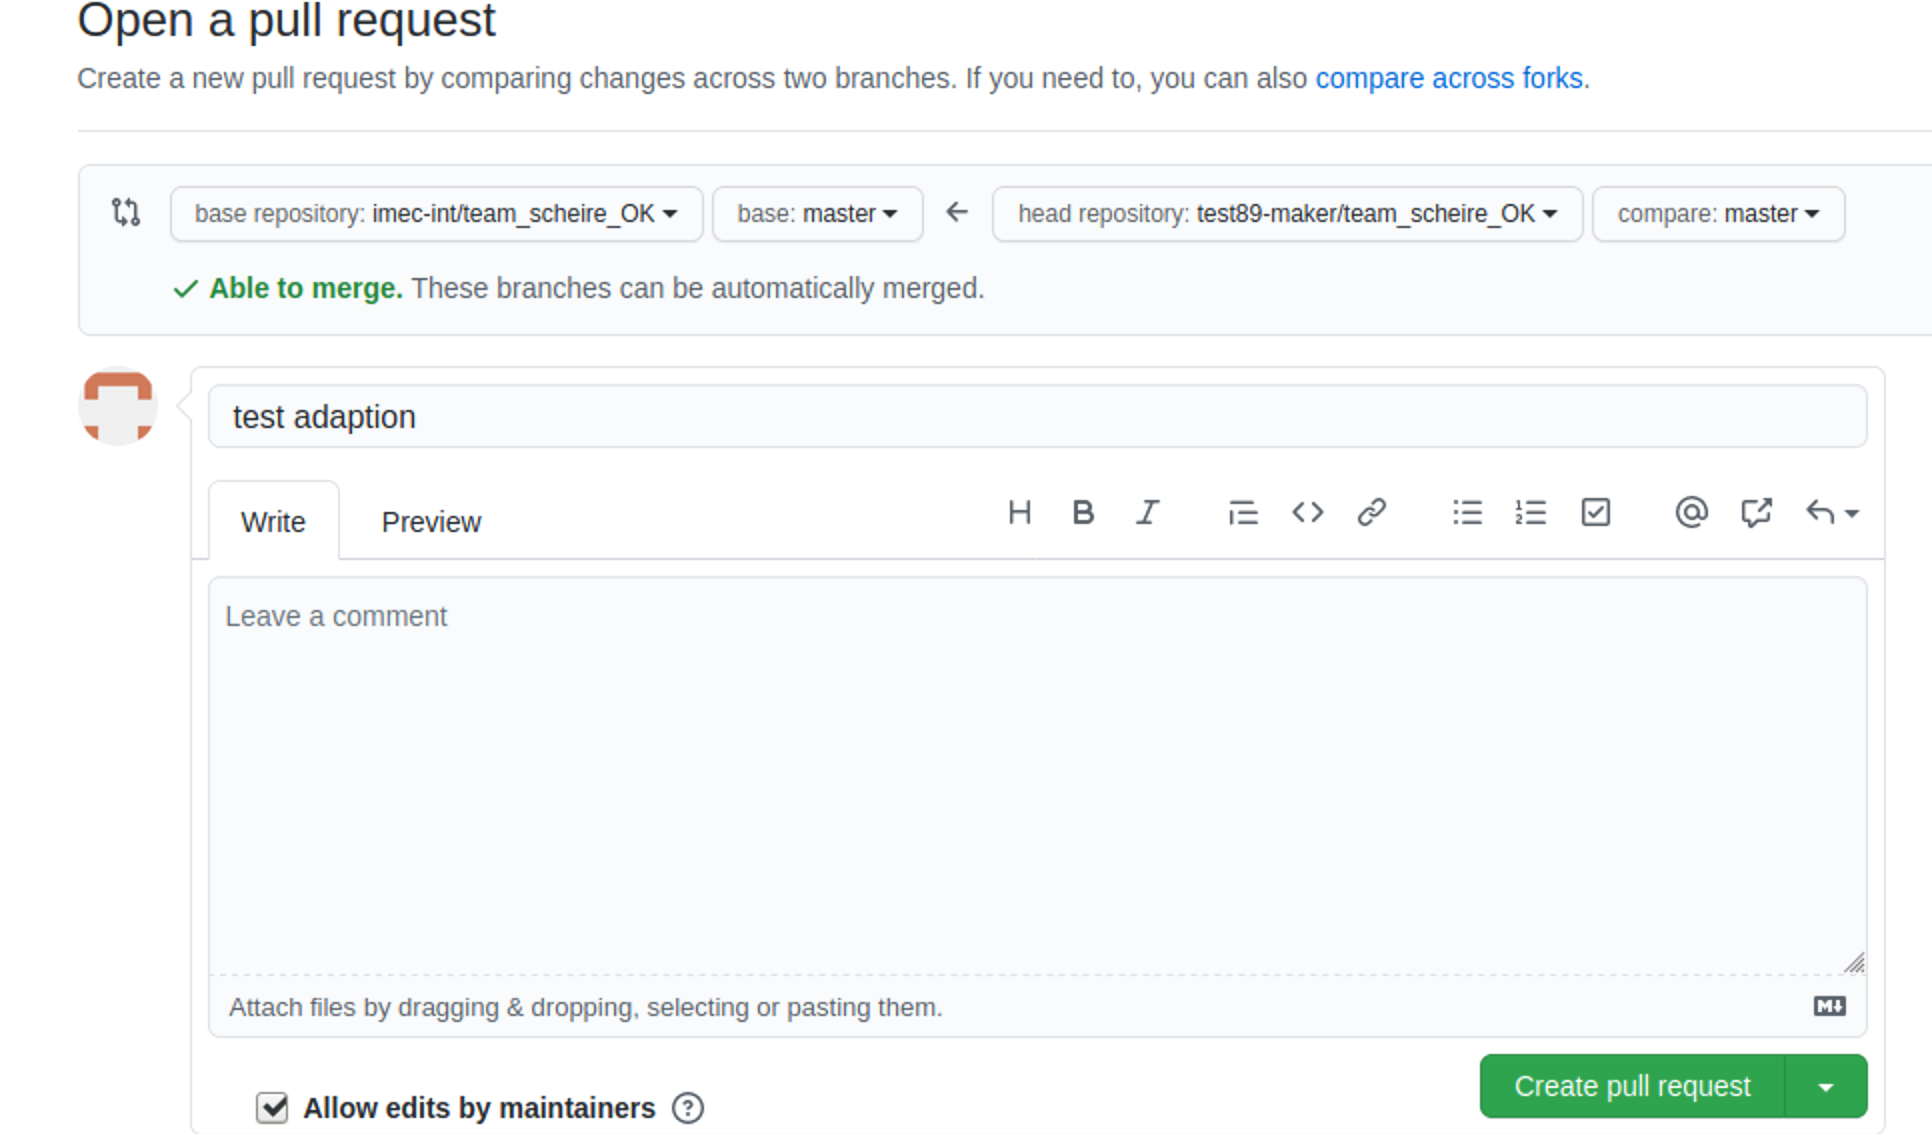 Open a pull request
Create a new pull request by comparing changes across two branches. If you need to, you can also compare across forks.
base repository: imec-int/team_scheire_OK base: master head repository: test89-maker/team_scheire_OK compare: master
Able to merge. These branches can be automatically merged.
test adaption
Write Preview
Leave a comment
Attach files by dragging & dropping, selecting or pasting them.
Allow edits by maintainers
Create pull request